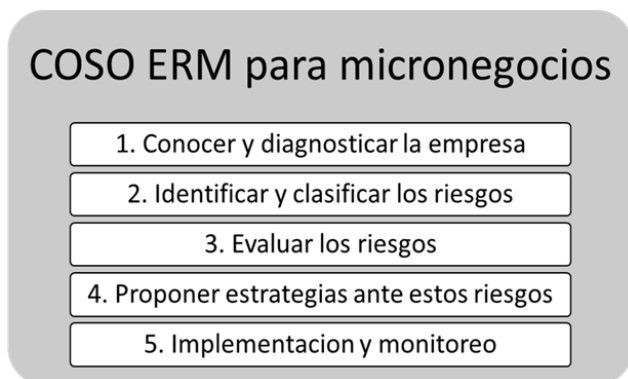 COSO ERM para micronegocios
1. Conocer y diagnosticar la empresa
2. Identificar y clasificar los riesgos
3. Evaluar los riesgos
4. Proponer estrategias ante estos riesgos
5. Implementacion y monitoreo